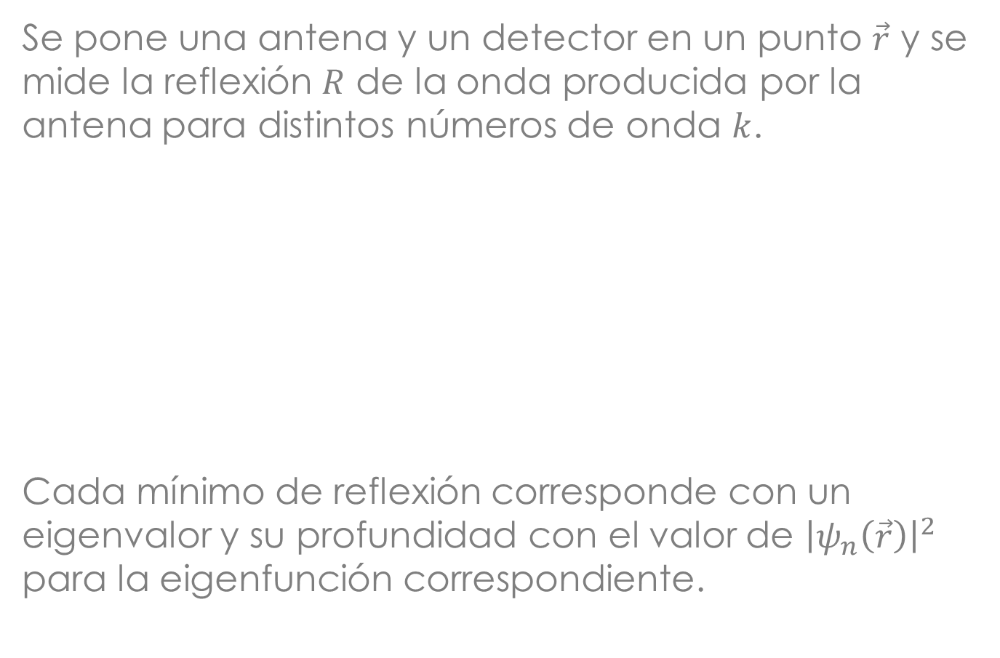 Se pone una antena y un detector en un punto \(\vec{r}\) y se
mide la reflexión \(R\) de la onda producida por la
antena para distintos números de onda \(k\).
Cada mínimo de reflexión corresponde con un
eigenvalor y su profundidad con el valor de \(|\psi_n(\vec{r})|^2\)
para la eigenfunción correspondiente.